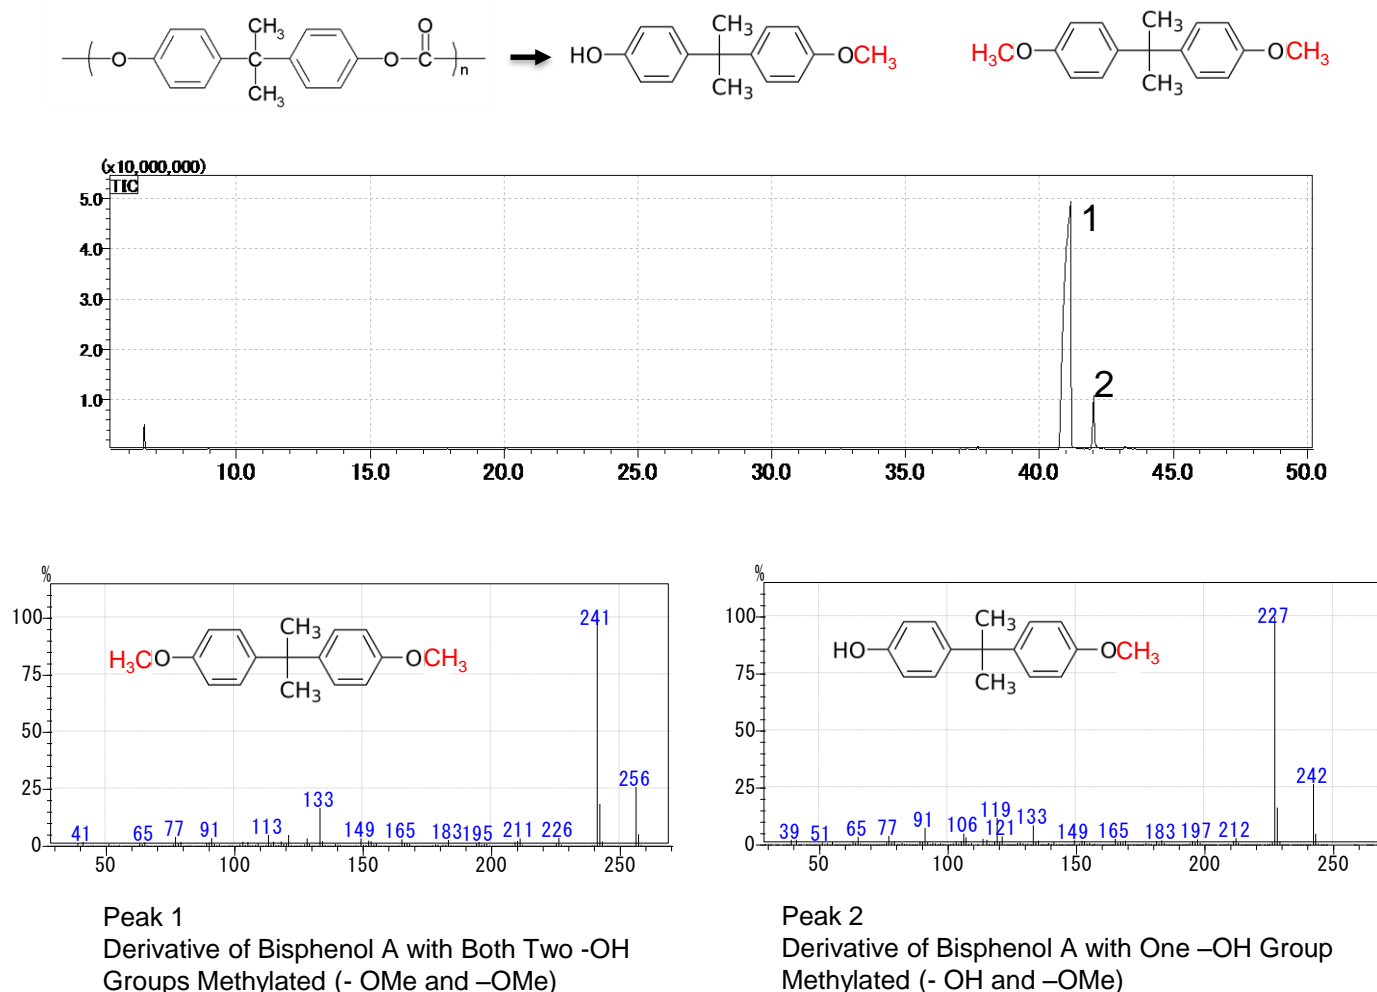 CH3 O CH3 CH3
( O C O C )n HO OCH3 H3CO OCH3
CH3 CH3 CH3
(x10,000,000)
TIC
5.0
4.0
3.0
2.0
1.0
1
2
10.0 15.0 20.0 25.0 30.0 35.0 40.0 45.0 50.0
%
100
75
50
25
0
H3CO CH3 OCH3
CH3
241
256
133
41 65 77 91 113 149 165 183 195 211 226
50 100 150 200 250
%
100
75
50
25
0
HO CH3 OCH3
CH3
227
242
39 51 65 77 91 106 119 121 133 149 165 183 197 212
50 100 150 200 250
Peak 1
Derivative of Bisphenol A with Both Two -OH
Groups Methylated (- OMe and –OMe)
Peak 2
Derivative of Bisphenol A with One –OH Group
Methylated (- OH and –OMe)